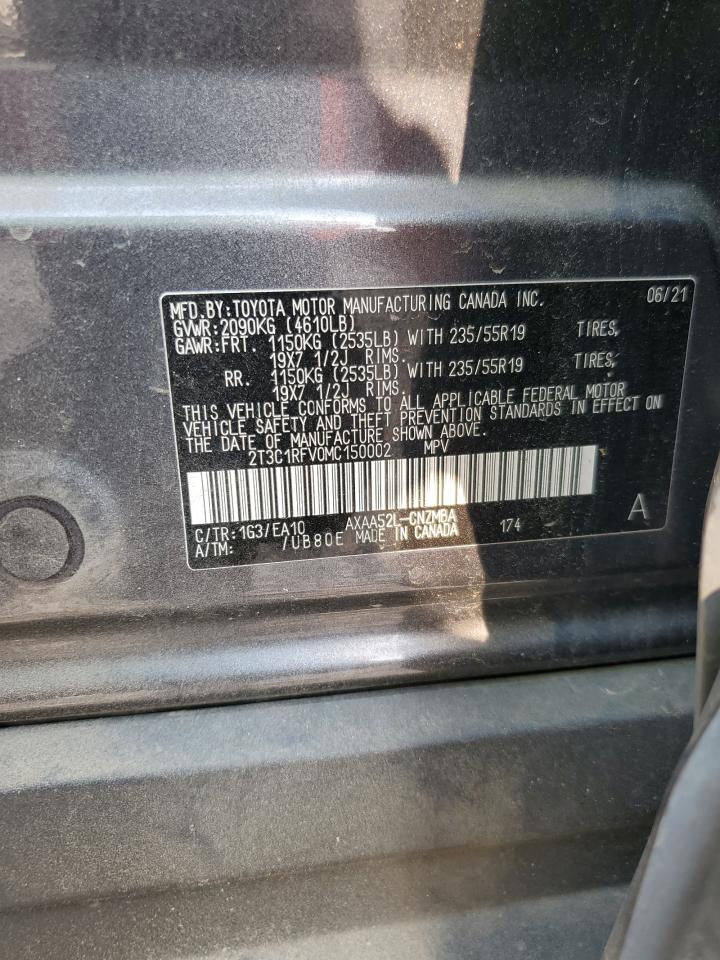 MFD.BY:TOYOTA MOTOR MANUFACTURING CANADA INC. 06/21
GVWR:2090KG (4610LB)
GAWR:FRT. 1150KG (2535LB) WITH 235/55R19 TIRES,
19X7 1/2J RIMS.
RR. 1150KG (2535LB) WITH 235/55R19 TIRES,
19X7 1/2J RIMS.
THIS VEHICLE CONFORMS TO ALL APPLICABLE FEDERAL MOTOR
VEHICLE SAFETY AND THEFT PREVENTION STANDARDS IN EFFECT ON
THE DATE OF MANUFACTURE SHOWN ABOVE.
2T3C1RFV0MC150002 MPV
C/TR:1G3/EA10 AXAA52L-CNZMBA 174 A
A/TM: /UB80E MADE IN CANADA